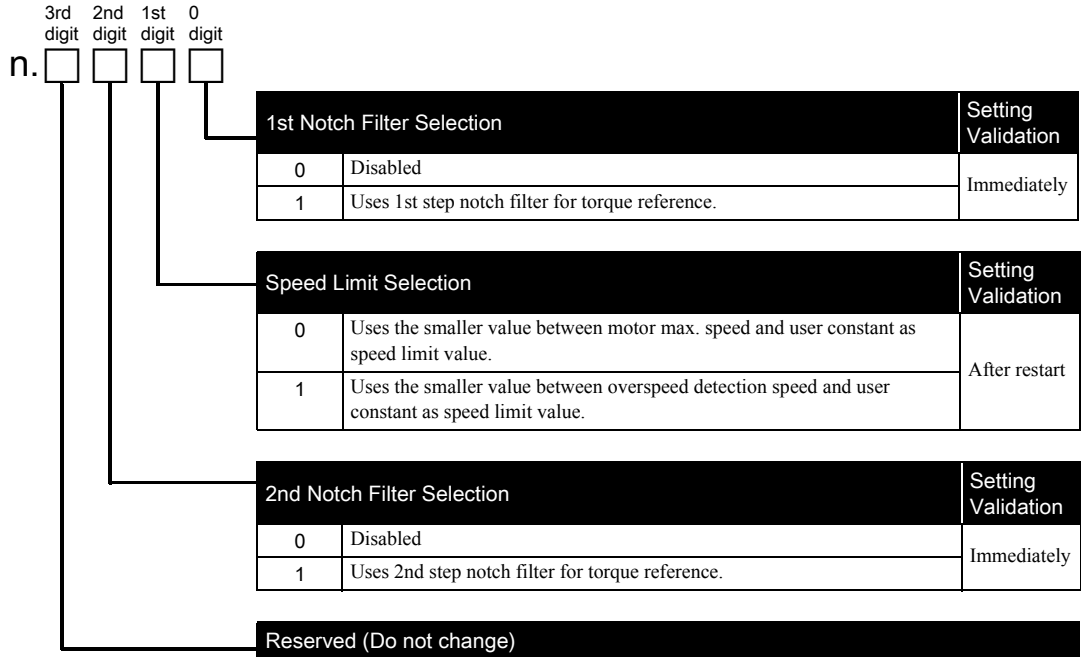 3rd 2nd 1st 0
digit digit digit digit
n.
1st Notch Filter Selection
Setting
Validation
0 Disabled
1 Uses 1st step notch filter for torque reference.
Immediately
Speed Limit Selection
Setting
Validation
0 Uses the smaller value between motor max. speed and user constant as
speed limit value.
1 Uses the smaller value between overspeed detection speed and user
constant as speed limit value.
After restart
2nd Notch Filter Selection
Setting
Validation
0 Disabled
1 Uses 2nd step notch filter for torque reference.
Immediately
Reserved (Do not change)